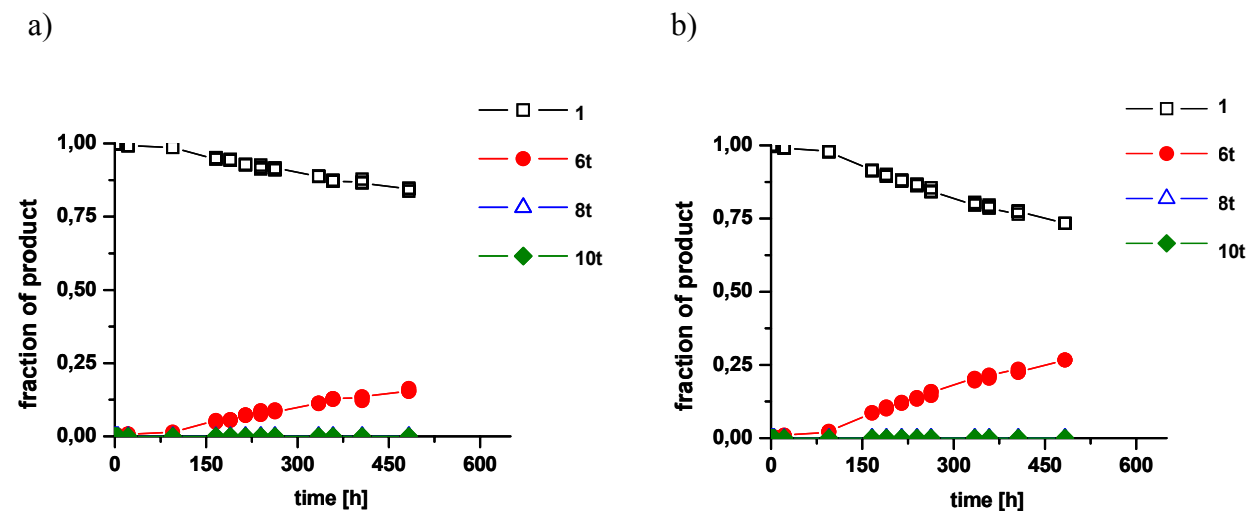 a)
1
6t
8t
10t
1,00
0,75
0,50
0,25
0,00
fraction of product
0 150 300 450 600
time [h]
b)
1
6t
8t
10t
1,00
0,75
0,50
0,25
0,00
fraction of product
0 150 300 450 600
time [h]